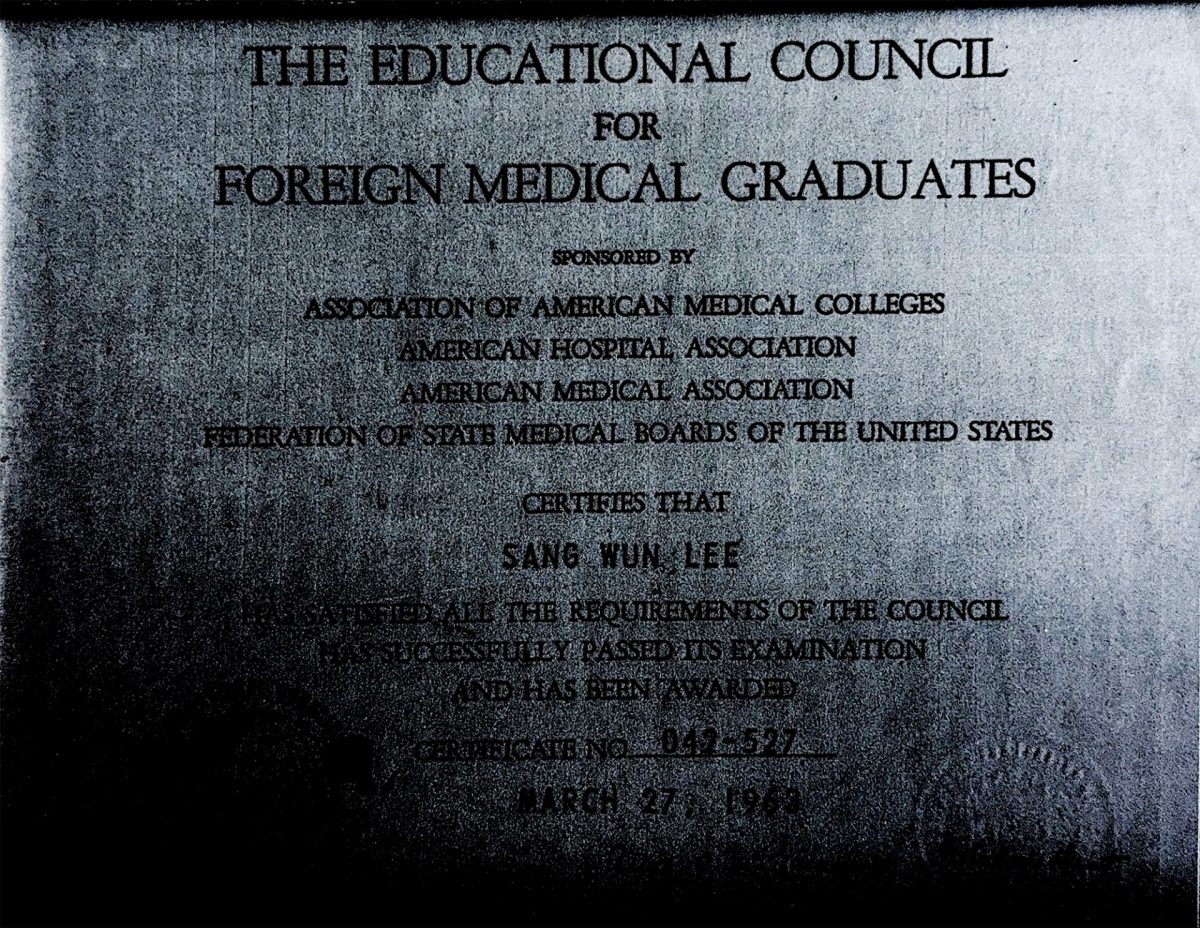 THE EDUCATIONAL COUNCIL
FOR
FOREIGN MEDICAL GRADUATES
SPONSORED BY
ASSOCIATION OF AMERICAN MEDICAL COLLEGES
AMERICAN HOSPITAL ASSOCIATION
AMERICAN MEDICAL ASSOCIATION
FEDERATION OF STATE MEDICAL BOARDS OF THE UNITED STATES
CERTIFIES THAT
SANG WUN LEE
HAS SATISFIED ALL THE REQUIREMENTS OF THE COUNCIL
HAS SUCCESSFULLY PASSED ITS EXAMINATION
AND HAS BEEN AWARDED
CERTIFICATE NO. 042-527
MARCH 27, 1963